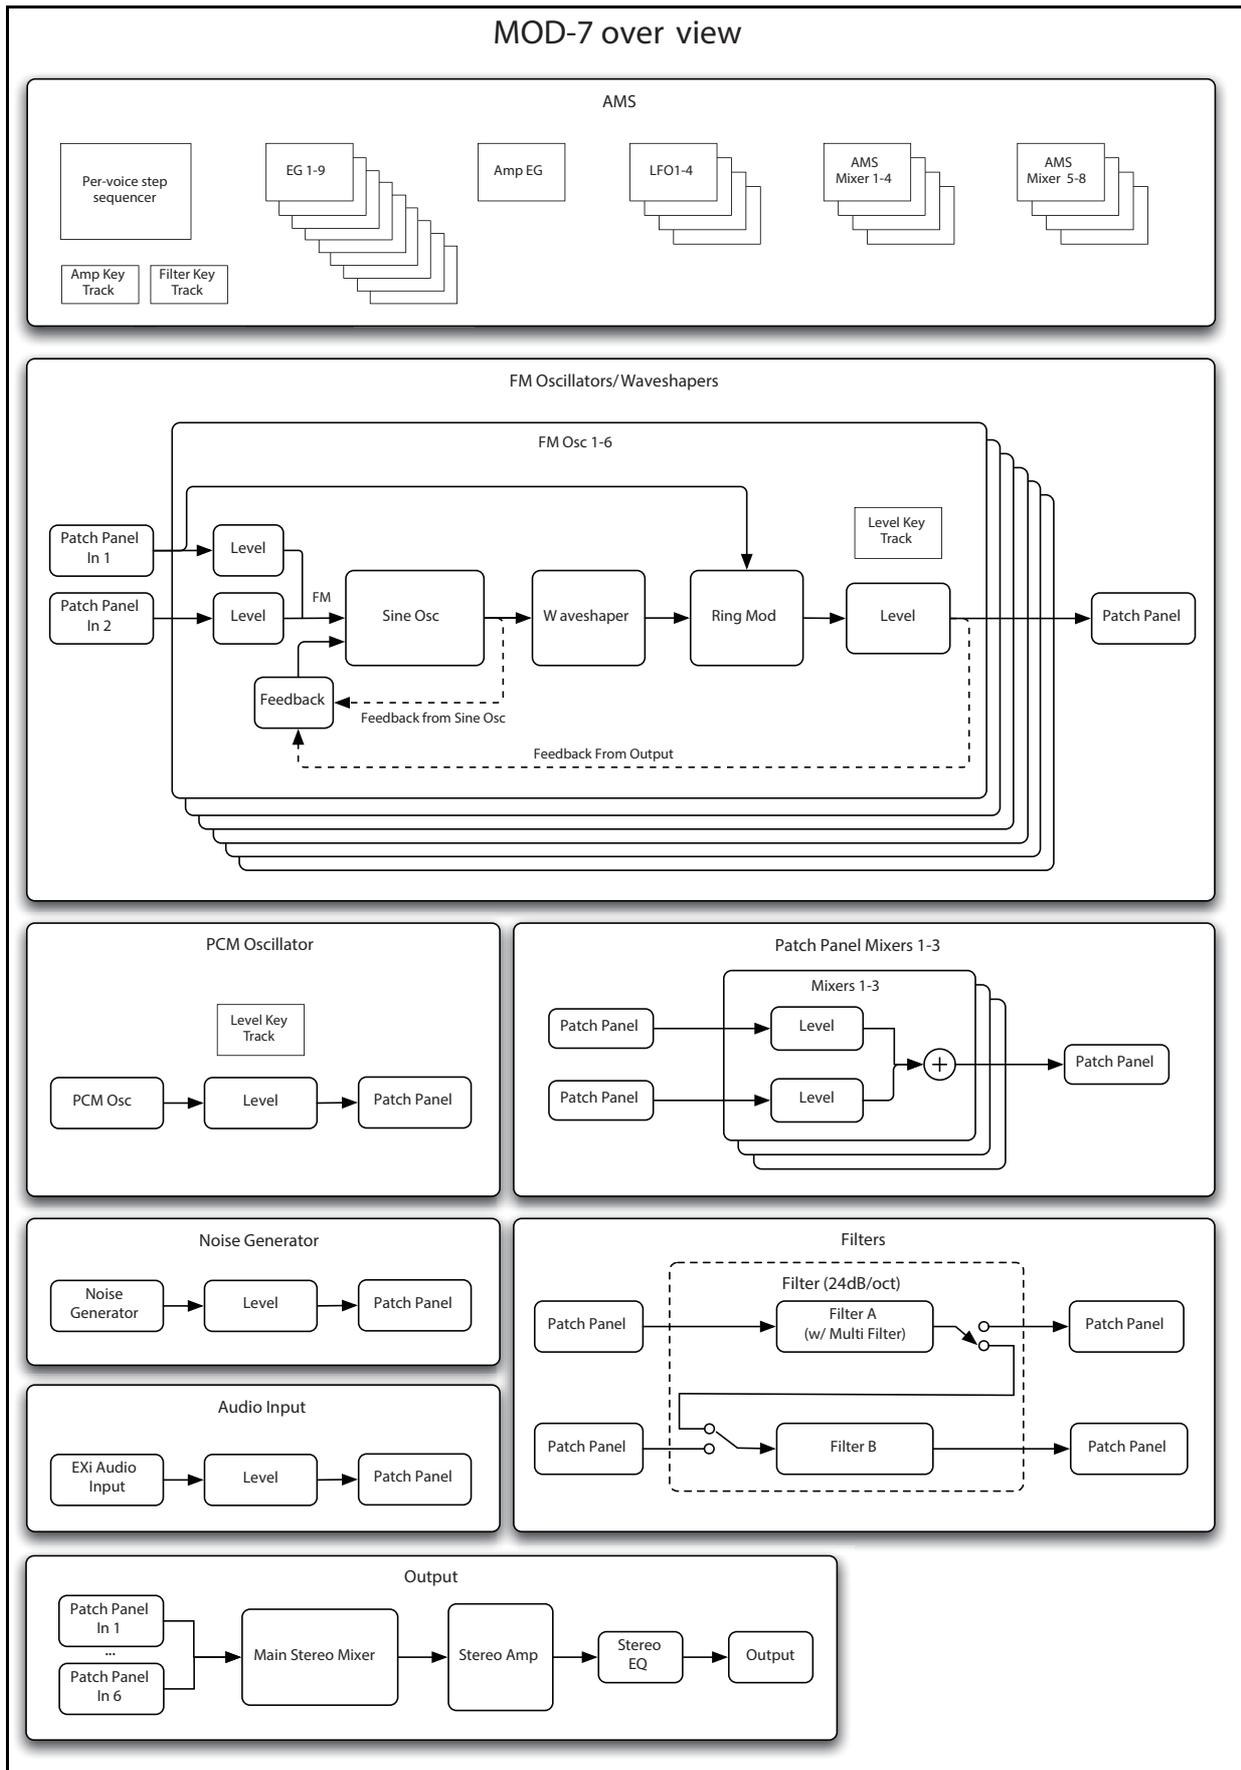 MOD-7 over view
AMS
Per-voice step
sequencer
EG 1-9
Amp EG
LFO1-4
AMS
Mixer 1-4
AMS
Mixer 5-8
Amp Key
Track
Filter Key
Track
FM Oscillators/Waveshapers
FM Osc 1-6
Patch Panel
In 1
Level
Patch Panel
In 2
Level
FM
Sine Osc
Waveshaper
Ring Mod
Level Key
Track
Level
Patch Panel
Feedback
Feedback from Sine Osc
Feedback From Output
PCM Oscillator
Level Key
Track
PCM Osc
Level
Patch Panel
Patch Panel Mixers 1-3
Mixers 1-3
Patch Panel
Level
Patch Panel
Level
Patch Panel
Noise Generator
Noise
Generator
Level
Patch Panel
Filters
Filter (24dB/oct)
Patch Panel
Filter A
(w/ Multi Filter)
Patch Panel
Patch Panel
Filter B
Patch Panel
Audio Input
EXi Audio
Input
Level
Patch Panel
Output
Patch Panel
In 1
...
Patch Panel
In 6
Main Stereo Mixer
Stereo Amp
Stereo
EQ
Output